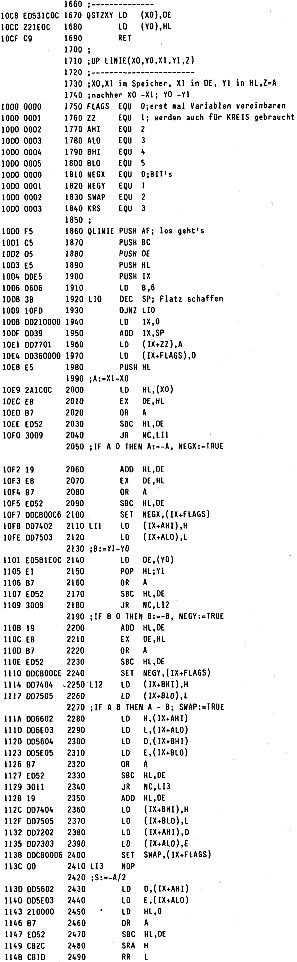 1660 ;--------------
10C8 ED531C0C 1670 QSTZXY LD (X0),DE
10CC 221E0C 1680 LD (Y0),HL
10CF C9 1690 RET
1700 ;
1710 ;UP LINIE(X0,Y0,X1,Y1,Z)
1720 ;----------------------
1730 ;X0,X1 im Speicher, X1 in DE, Y1 in HL,Z=A
1740 ;nachher X0 -X1; Y0 -Y1
1000 0000 1750 FLAGS EQU 0;erst mal Variablen vereinbaren
1000 0001 1760 ZZ EQU 1; werden auch für KREIS gebraucht
1000 0002 1770 AHI EQU 2
1000 0003 1780 ALO EQU 3
1000 0004 1790 BHI EQU 4
1000 0005 1800 BLO EQU 5
1000 0000 1810 NEGX EQU 0;BIT's
1000 0001 1820 NEGY EQU 1
1000 0002 1830 SWAP EQU 2
1000 0003 1840 KRS EQU 3
1850 ;
10D0 F5 1860 QLINIE PUSH AF; los geht's
10D1 C5 1870 PUSH BC
10D2 D5 1880 PUSH DE
10D3 E5 1890 PUSH HL
10D4 DDE5 1900 PUSH IX
10D6 0606 1910 LD B,6
10D8 3B 1920 LI0 DEC SP; Platz schaffen
10D9 10FD 1930 DJNZ LI0
10DB DD210000 1940 LD IX,0
10DF DD39 1950 ADD IX,SP
10E1 DD7701 1960 LD (IX+ZZ),A
10E4 DD360000 1970 LD (IX+FLAGS),0
10E8 E5 1980 PUSH HL
1990 ;A:=X1-X0
10E9 2A1C0C 2000 LD HL,(X0)
10EC EB 2010 EX DE,HL
10ED B7 2020 OR A
10EE ED52 2030 SBC HL,DE
10F0 3009 2040 JR NC,LI1
2050 ;IF A 0 THEN A:=-A, NEGX:=TRUE
10F2 19 2060 ADD HL,DE
10F3 EB 2070 EX DE,HL
10F4 B7 2080 OR A
10F5 ED52 2090 SBC HL,DE
10F7 DDCB00C6 2100 SET NEGX,(IX+FLAGS)
10FB DD7402 2110 LI1 LD (IX+AHI),H
10FE DD7503 2120 LD (IX+ALO),L
2130 ;B:=Y1-Y0
1101 ED5B1E0C 2140 LD DE,(Y0)
1105 E1 2150 POP HL;Y1
1106 B7 2160 OR A
1107 ED52 2170 SBC HL,DE
1109 3009 2180 JR NC,LI2
2190 ;IF B 0 THEN B:=-B, NEGY:=TRUE
110B 19 2200 ADD HL,DE
110C EB 2210 EX DE,HL
110D B7 2220 OR A
110E ED52 2230 SBC HL,DE
1110 DDCB00CE 2240 SET NEGY,(IX+FLAGS)
1114 DD7404 2250 LI2 LD (IX+BHI),H
1117 DD7505 2260 LD (IX+BLO),L
2270 ;IF A B THEN A - B; SWAP:=TRUE
111A DD6602 2280 LD H,(IX+AHI)
111D DD6E03 2290 LD L,(IX+ALO)
1120 DD5604 2300 LD D,(IX+BHI)
1123 DD5E05 2310 LD E,(IX+BLO)
1126 B7 2320 OR A
1127 ED52 2330 SBC HL,DE
1129 3011 2340 JR NC,LI3
112B 19 2350 ADD HL,DE
112C DD7404 2360 LD (IX+BHI),H
112F DD7505 2370 LD (IX+BLO),L
1132 DD7202 2380 LD (IX+AHI),D
1135 DD7303 2390 LD (IX+ALO),E
1138 DDCB00D6 2400 SET SWAP,(IX+FLAGS)
113C 00 2410 LI3 NOP
2420 ;S:=-A/2
113D DD5602 2430 LD D,(IX+AHI)
1140 DD5E03 2440 LD E,(IX+ALO)
1143 210000 2450 LD HL,0
1146 B7 2460 OR A
1147 ED52 2470 SBC HL,DE
1149 CB2C 2480 SRA H
114B CB1D 2490 RR L